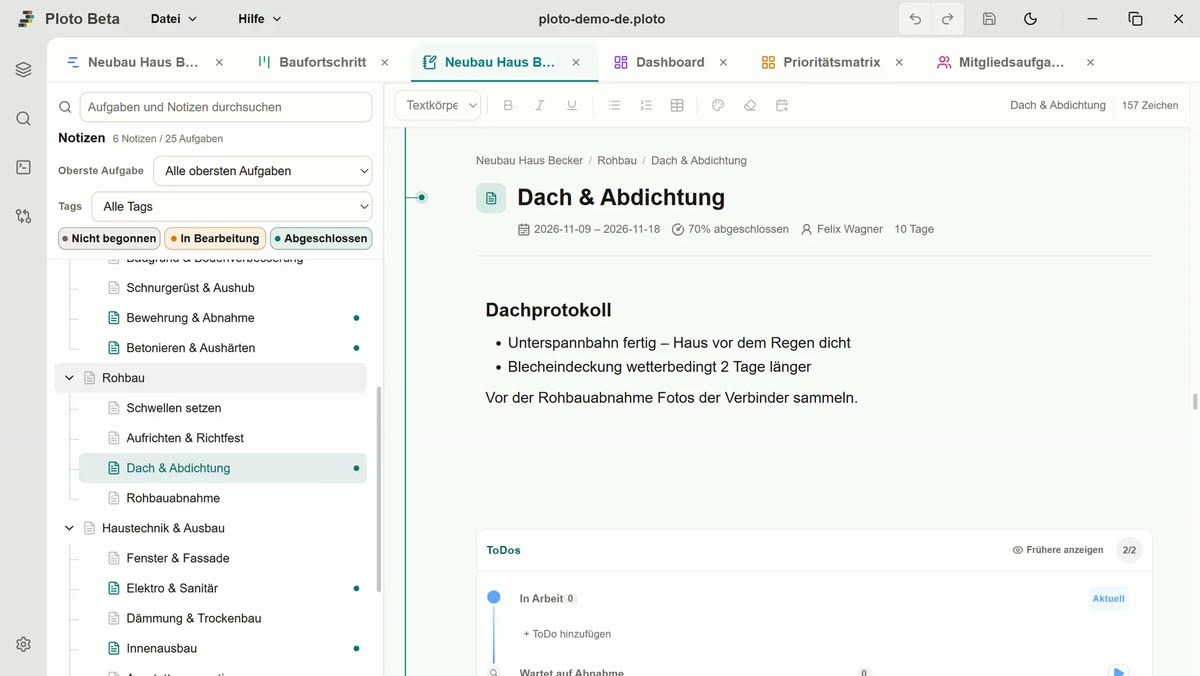 Ploto Beta
Datei
Hilfe
ploto-demo-de.ploto
Neubau Haus B...
Baufortschritt
Neubau Haus B...
Dashboard
Prioritätsmatrix
Mitgliedsaufga...
Aufgaben und Notizen durchsuchen
Notizen 6 Notizen / 25 Aufgaben
Oberste Aufgabe
Alle obersten Aufgaben
Tags
Alle Tags
Nicht begonnen
In Bearbeitung
Abgeschlossen
Baugrund & Bodenverbesserung
Schnurgerüst & Aushub
Bewehrung & Abnahme
Betonieren & Aushärten
Rohbau
Schwellen setzen
Aufrichten & Richtfest
Dach & Abdichtung
Rohbauabnahme
Haustechnik & Ausbau
Fenster & Fassade
Elektro & Sanitär
Dämmung & Trockenbau
Innenausbau
Textkörpe
B
I
U
Dach & Abdichtung
157 Zeichen
Neubau Haus Becker / Rohbau / Dach & Abdichtung
Dach & Abdichtung
2026-11-09 – 2026-11-18
70% abgeschlossen
Felix Wagner
10 Tage
Dachprotokoll
• Unterspannbahn fertig – Haus vor dem Regen dicht
• Blecheindeckung wetterbedingt 2 Tage länger
Vor der Rohbauabnahme Fotos der Verbinder sammeln.
ToDos
Frühere anzeigen
2/2
In Arbeit 0
Aktuell
+ ToDo hinzufügen
Wartet auf Abnahme
0